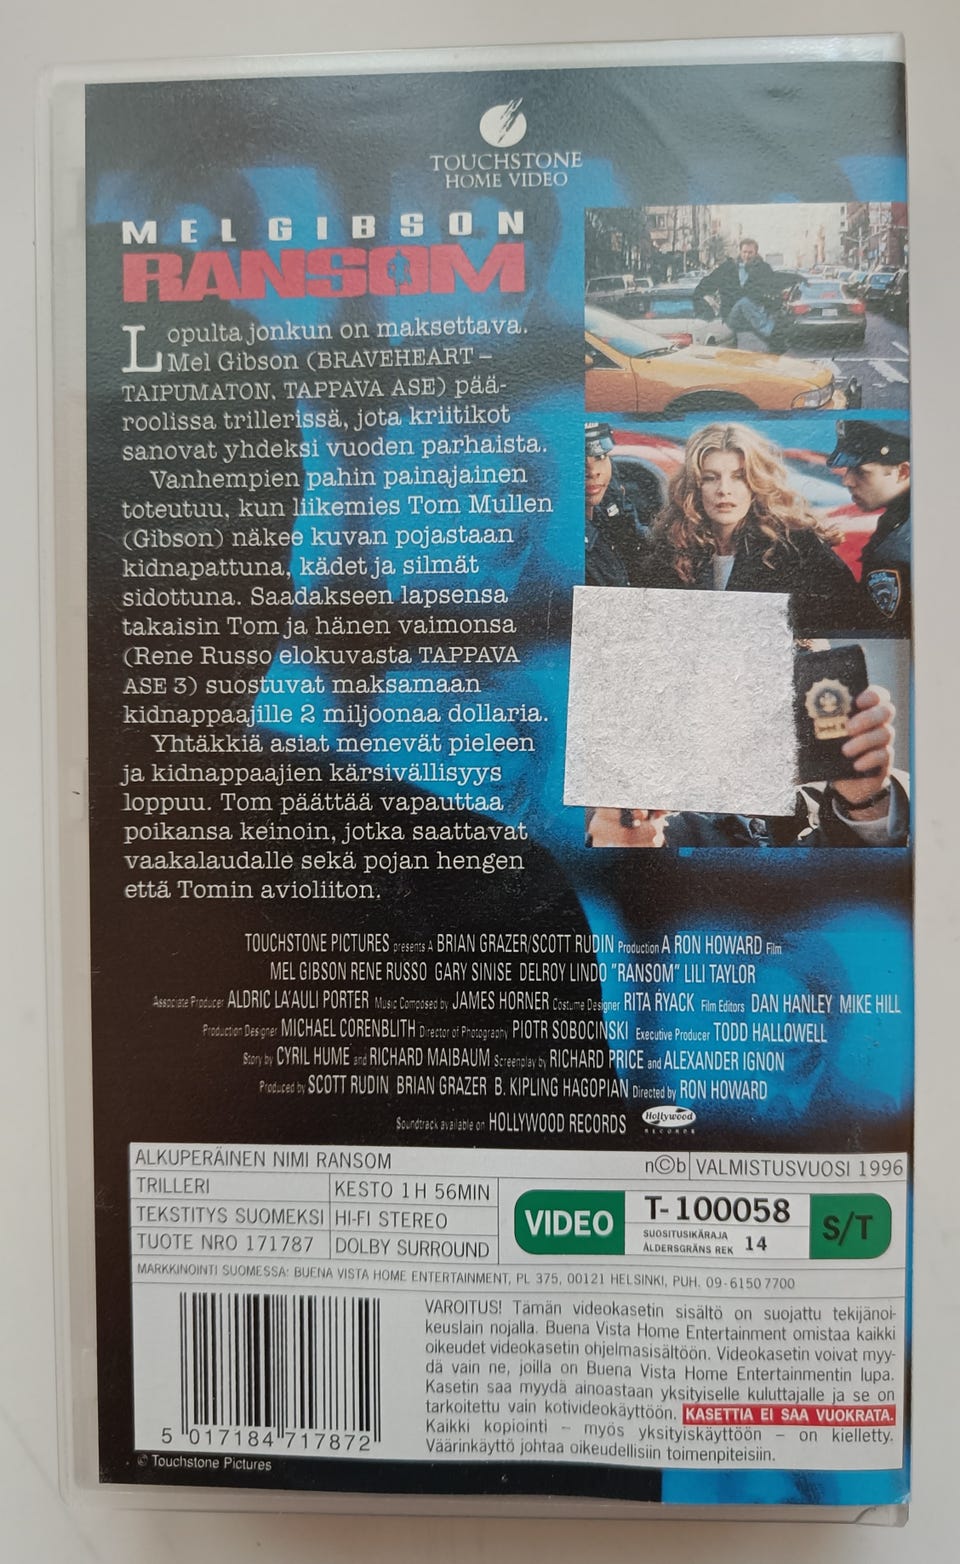 TOUCHSTONE
HOME VIDEO
MEL GIBSON
RANSOM
Lopulta jonkun on maksettava.
Mel Gibson (BRAVEHEART –
TAIPUMATON, TAPPAVA ASE) pää-
roolissa trillerissä, jota kriitikot
sanovat yhdeksi vuoden parhaista.
Vanhempien pahin painajainen
toteutuu, kun liikemies Tom Mullen
(Gibson) näkee kuvan pojastaan
kidnapattuna, kädet ja silmät
sidottuna. Saadakseen lapsensa
takaisin Tom ja hänen vaimonsa
(Rene Russo elokuvasta TAPPAVA
ASE 3) suostuvat maksamaan
kidnappaajille 2 miljoonaa dollaria.
Yhtäkkiä asiat menevät pieleen
ja kidnappaajien kärsivällisyys
loppuu. Tom päättää vapauttaa
poikansa keinoin, jotka saattavat
vaakalaudalle sekä pojan hengen
että Tomin avioliiton.
TOUCHSTONE PICTURES presents A BRIAN GRAZER/SCOTT RUDIN Production A RON HOWARD Film
MEL GIBSON RENE RUSSO GARY SINISE DELROY LINDO "RANSOM" LILI TAYLOR
Associate Producer ALDRIC LA'AULI PORTER Music Composed by JAMES HORNER Costume Designer RITA RYACK Film Editors DAN HANLEY MIKE HILL
Production Designer MICHAEL CORENBLITH Director of Photography PIOTR SOBOCINSKI Executive Producer TODD HALLOWELL
Story by CYRIL HUME and RICHARD MAIBAUM Screenplay by RICHARD PRICE and ALEXANDER IGNON
Produced by SCOTT RUDIN BRIAN GRAZER B. KIPLING HAGOPIAN Directed by RON HOWARD
Soundtrack available on HOLLYWOOD RECORDS Hollywood RECORDS
ALKUPERÄINEN NIMI RANSOM n©b VALMISTUSVUOSI 1996
TRILLERI KESTO 1H 56MIN
TEKSTITYS SUOMEKSI HI-FI STEREO
TUOTE NRO 171787 DOLBY SURROUND
VIDEO T-100058 S/T
SUOSITUSIKÄRAJA
ÅLDERSGRÄNS REK 14
MARKKINOINTI SUOMESSA: BUENA VISTA HOME ENTERTAINMENT, PL 375, 00121 HELSINKI, PUH. 09-6150 7700
VAROITUS! Tämän videokasetin sisältö on suojattu tekijänoi-
keuslain nojalla. Buena Vista Home Entertainment omistaa kaikki
oikeudet videokasetin ohjelmasisältöön. Videokasetin voivat myy-
dä vain ne, joilla on Buena Vista Home Entertainmentin lupa.
Kasetin saa myydä ainoastaan yksityiselle kuluttajalle ja se on
tarkoitettu vain kotivideokäyttöön. KASETTIA EI SAA VUOKRATA.
Kaikki kopiointi – myös yksityiskäyttöön – on kielletty.
Väärinkäyttö johtaa oikeudellisiin toimenpiteisiin.
5 017184 717872
© Touchstone Pictures